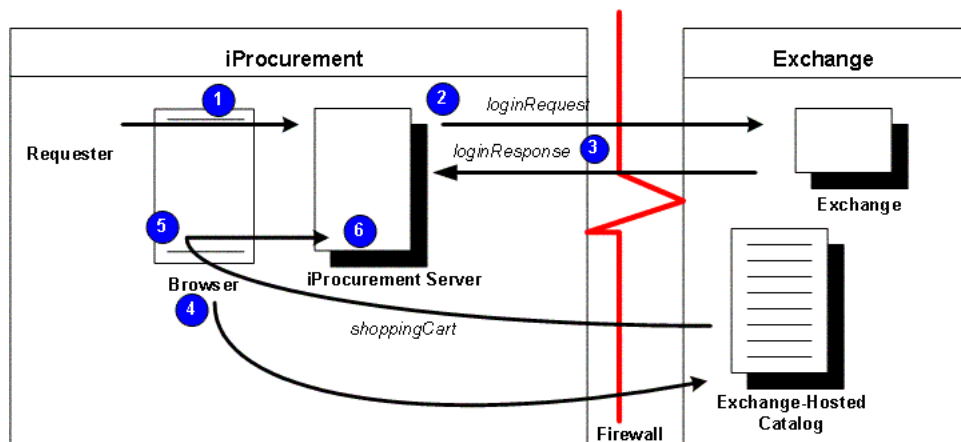 iProcurement
Exchange
1
2
loginRequest
Requester
loginResponse
3
Exchange
5
6
iProcurement Server
Browser
4
shoppingCart
Exchange-Hosted
Catalog
Firewall